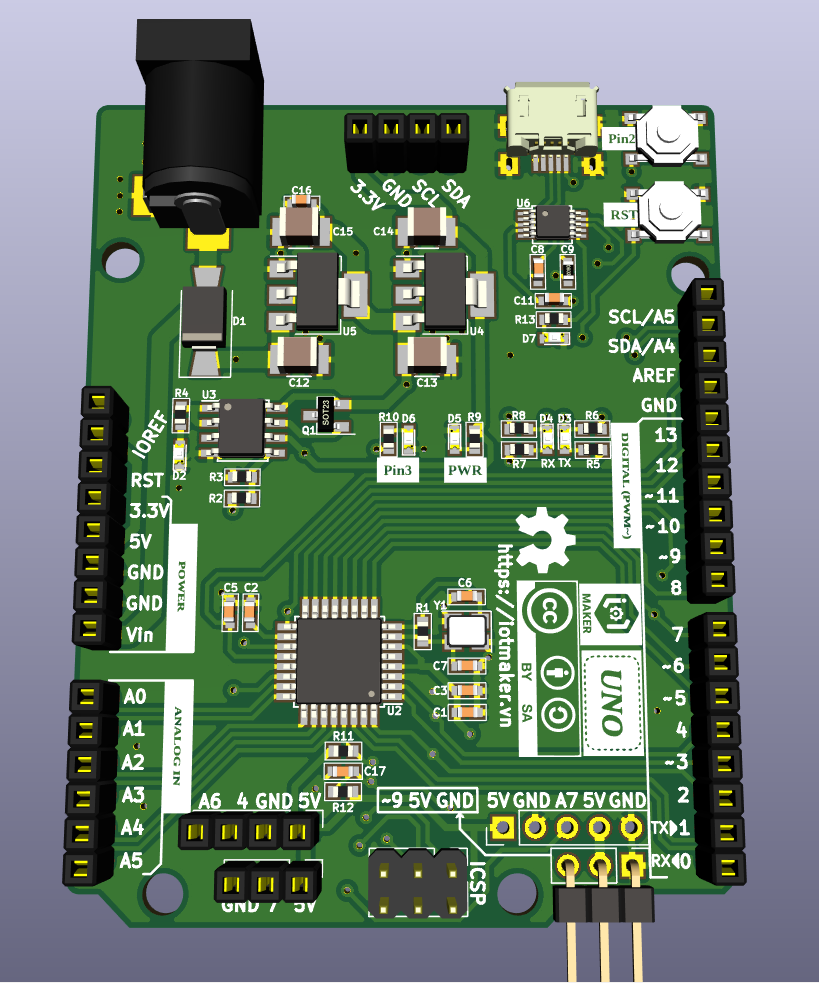 Pin2
RST
3.3V
GND
SCL
SDA
C16
C15
C14
U6
C8
C9
C11
R13
D7
U5
U4
D1
C12
C13
SCL/A5
SDA/A4
AREF
GND
13
12
~11
~10
~9
8
7
~6
~5
4
~3
2
TX 1
RX 0
DIGITAL (PWM~)
R4
U3
D2
R3
R2
SOT23
Q1
R10
D6
Pin3
D5
R9
PWR
R8
D4
D3
R6
R7
RX
TX
R5
IOREF
RST
3.3V
5V
GND
GND
Vin
POWER
A0
A1
A2
A3
A4
A5
ANALOG IN
C5
C2
U2
R1
C6
Y1
C7
C3
C1
https://iotmaker.vn
CC
BY
SA
MAKER
UNO
R11
C17
R12
A6
4
GND
5V
GND
7
5V
~9 5V GND
5V GND A7 5V GND
ICSP